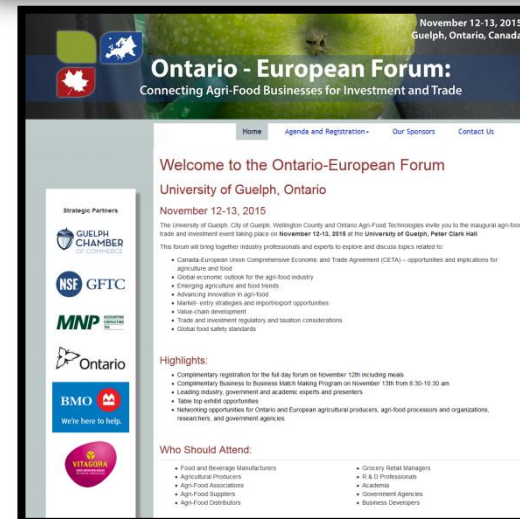 November 12-13, 2015
Guelph, Ontario, Canada
Ontario - European Forum:
Connecting Agri-Food Businesses for Investment and Trade
Home Agenda and Registration Our Sponsors Contact Us
Welcome to the Ontario-European Forum
University of Guelph, Ontario
November 12-13, 2015
The University of Guelph, City of Guelph, Wellington County and Ontario Agri-Food Technologies invite you to the inaugural agri-food
trade and investment event taking place on November 12-13, 2015 at the University of Guelph, Peter Clark Hall
This forum will bring together industry professionals and experts to explore and discuss topics related to:
• Canada-European Union Comprehensive Economic and Trade Agreement (CETA) – opportunities and implications for
agriculture and food
• Global economic outlook for the agri-food industry
• Emerging agriculture and food trends
• Advancing innovation in agri-food
• Market- entry strategies and import/export opportunities
• Value-chain development
• Trade and investment regulatory and taxation considerations
• Global food safety standards
Highlights:
• Complimentary registration for the full day forum on November 12th including meals
• Complimentary Business to Business Match Making Program on November 13th from 8:30-10:30 am
• Leading industry, government and academic experts and presenters
• Table top exhibit opportunities
• Networking opportunities for Ontario and European agricultural producers, agri-food processors and organizations,
researchers, and government agencies.
Who Should Attend:
• Food and Beverage Manufacturers
• Agricultural Producers
• Agri-Food Associations
• Agri-Food Suppliers
• Agri-Food Distributors
• Grocery Retail Managers
• R & D Professionals
• Academia
• Government Agencies
• Business Developers
Strategic Partners
GUELPH
CHAMBER
OF COMMERCE
NSF GFTC
MNP
ACCOUNTING
CONSULTING
TAX
Ontario
BMO
We're here to help.
VITAGORA